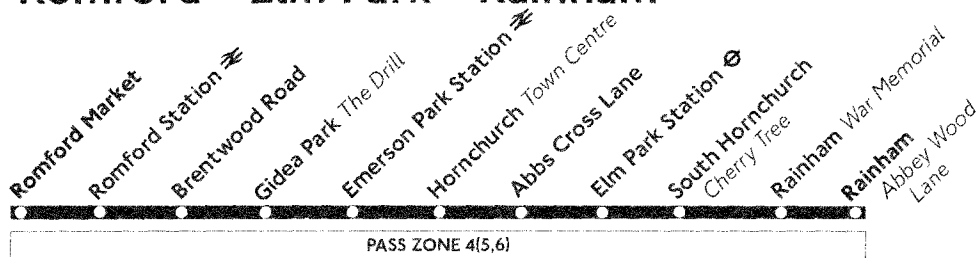 Romford - Elm Park - Rainham
Romford Market
Romford Station
Brentwood Road
Gidea Park The Drill
Emerson Park Station
Hornchurch Town Centre
Abbs Cross Lane
Elm Park Station
South Hornchurch
Cherry Tree
Rainham War Memorial
Rainham
Abbey Wood
Lane
PASS ZONE 4(5,6)